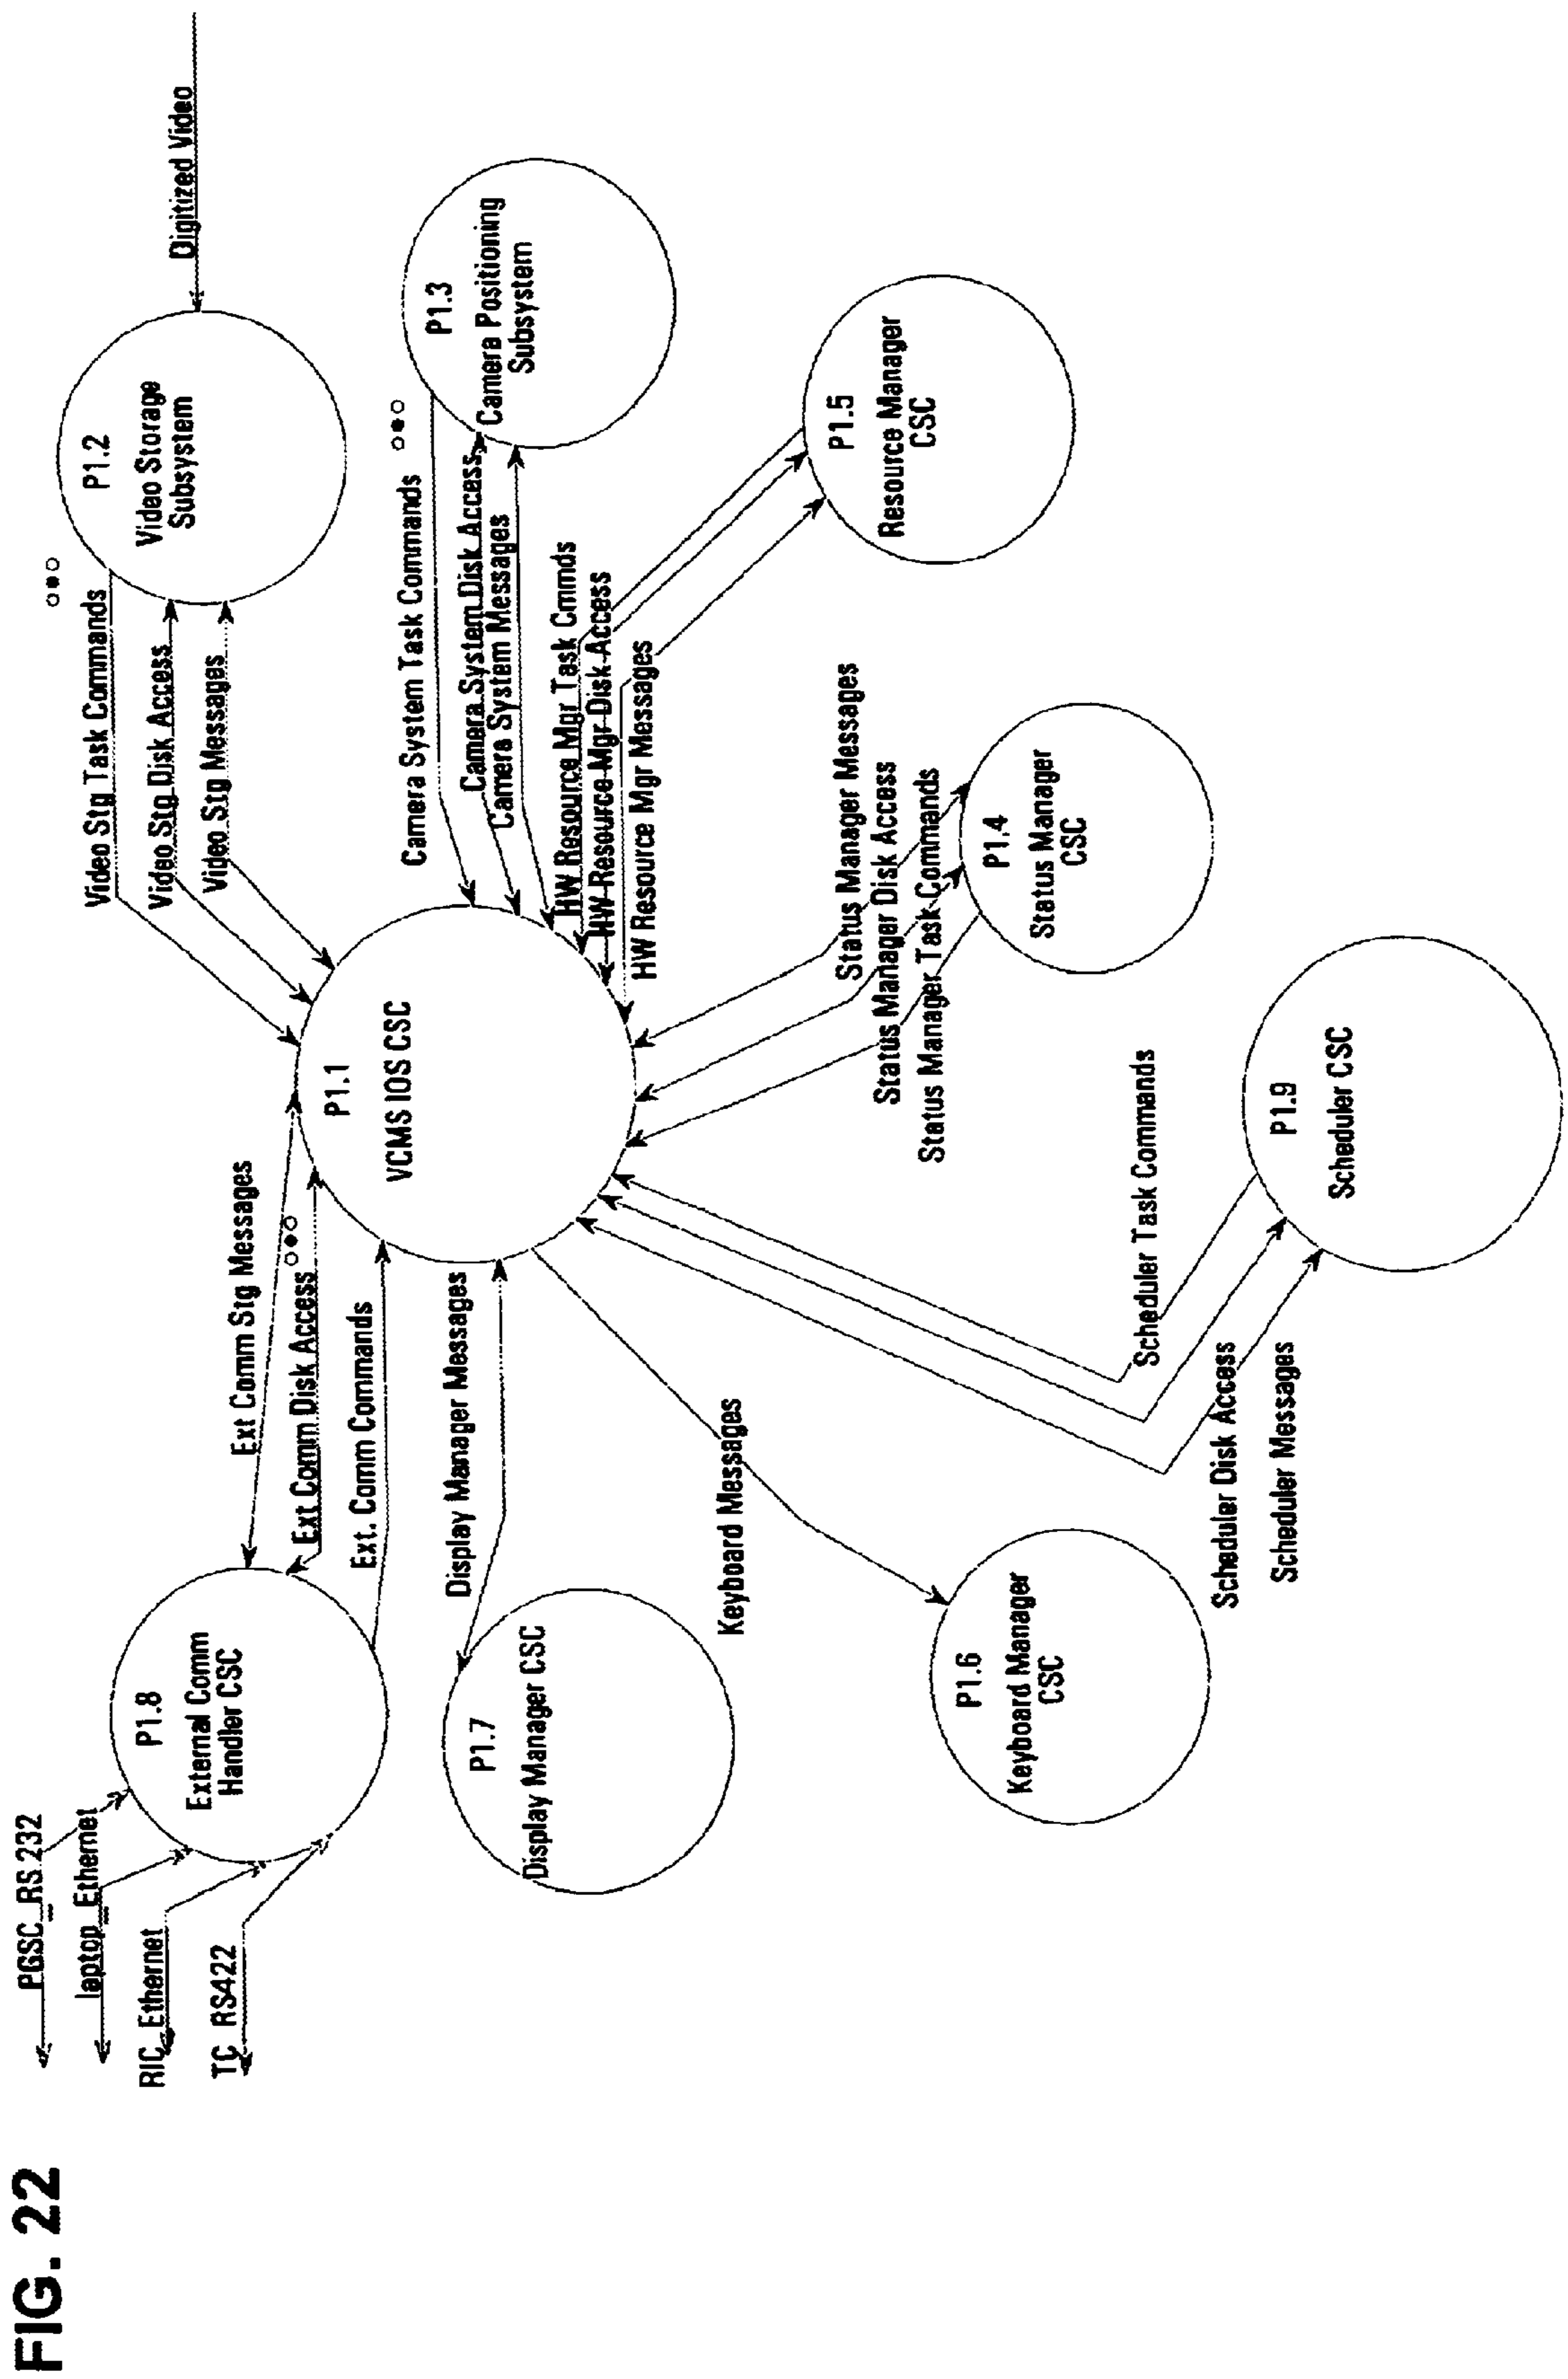 FIG. 22
PGSC_RS.232
laptop_Ethernet
RIC_Ethernet
TC_RS422
P1.8
External Comm
Handler CSC
Ext Comm Stg Messages
Ext Comm Disk Access
Ext. Comm Commands
P1.7
Display Manager CSC
Display Manager Messages
P1.6
Keyboard Manager
CSC
Keyboard Messages
P1.1
VCMS IOS CSC
Video Stg Task Commands
Video Stg Disk Access
Video Stg Messages
P1.2
Video Storage
Subsystem
Digitized Video
Camera System Task Commands
Camera System Disk Access
Camera System Messages
P1.3
Camera Positioning
Subsystem
HW Resource Mgr Task Cmmds
HW Resource Mgr Disk Access
HW Resource Mgr Messages
P1.5
Resource Manager
CSC
Status Manager Messages
Status Manager Disk Access
Status Manager Task Commands
P1.4
Status Manager
CSC
Scheduler Task Commands
Scheduler Disk Access
Scheduler Messages
P1.9
Scheduler CSC